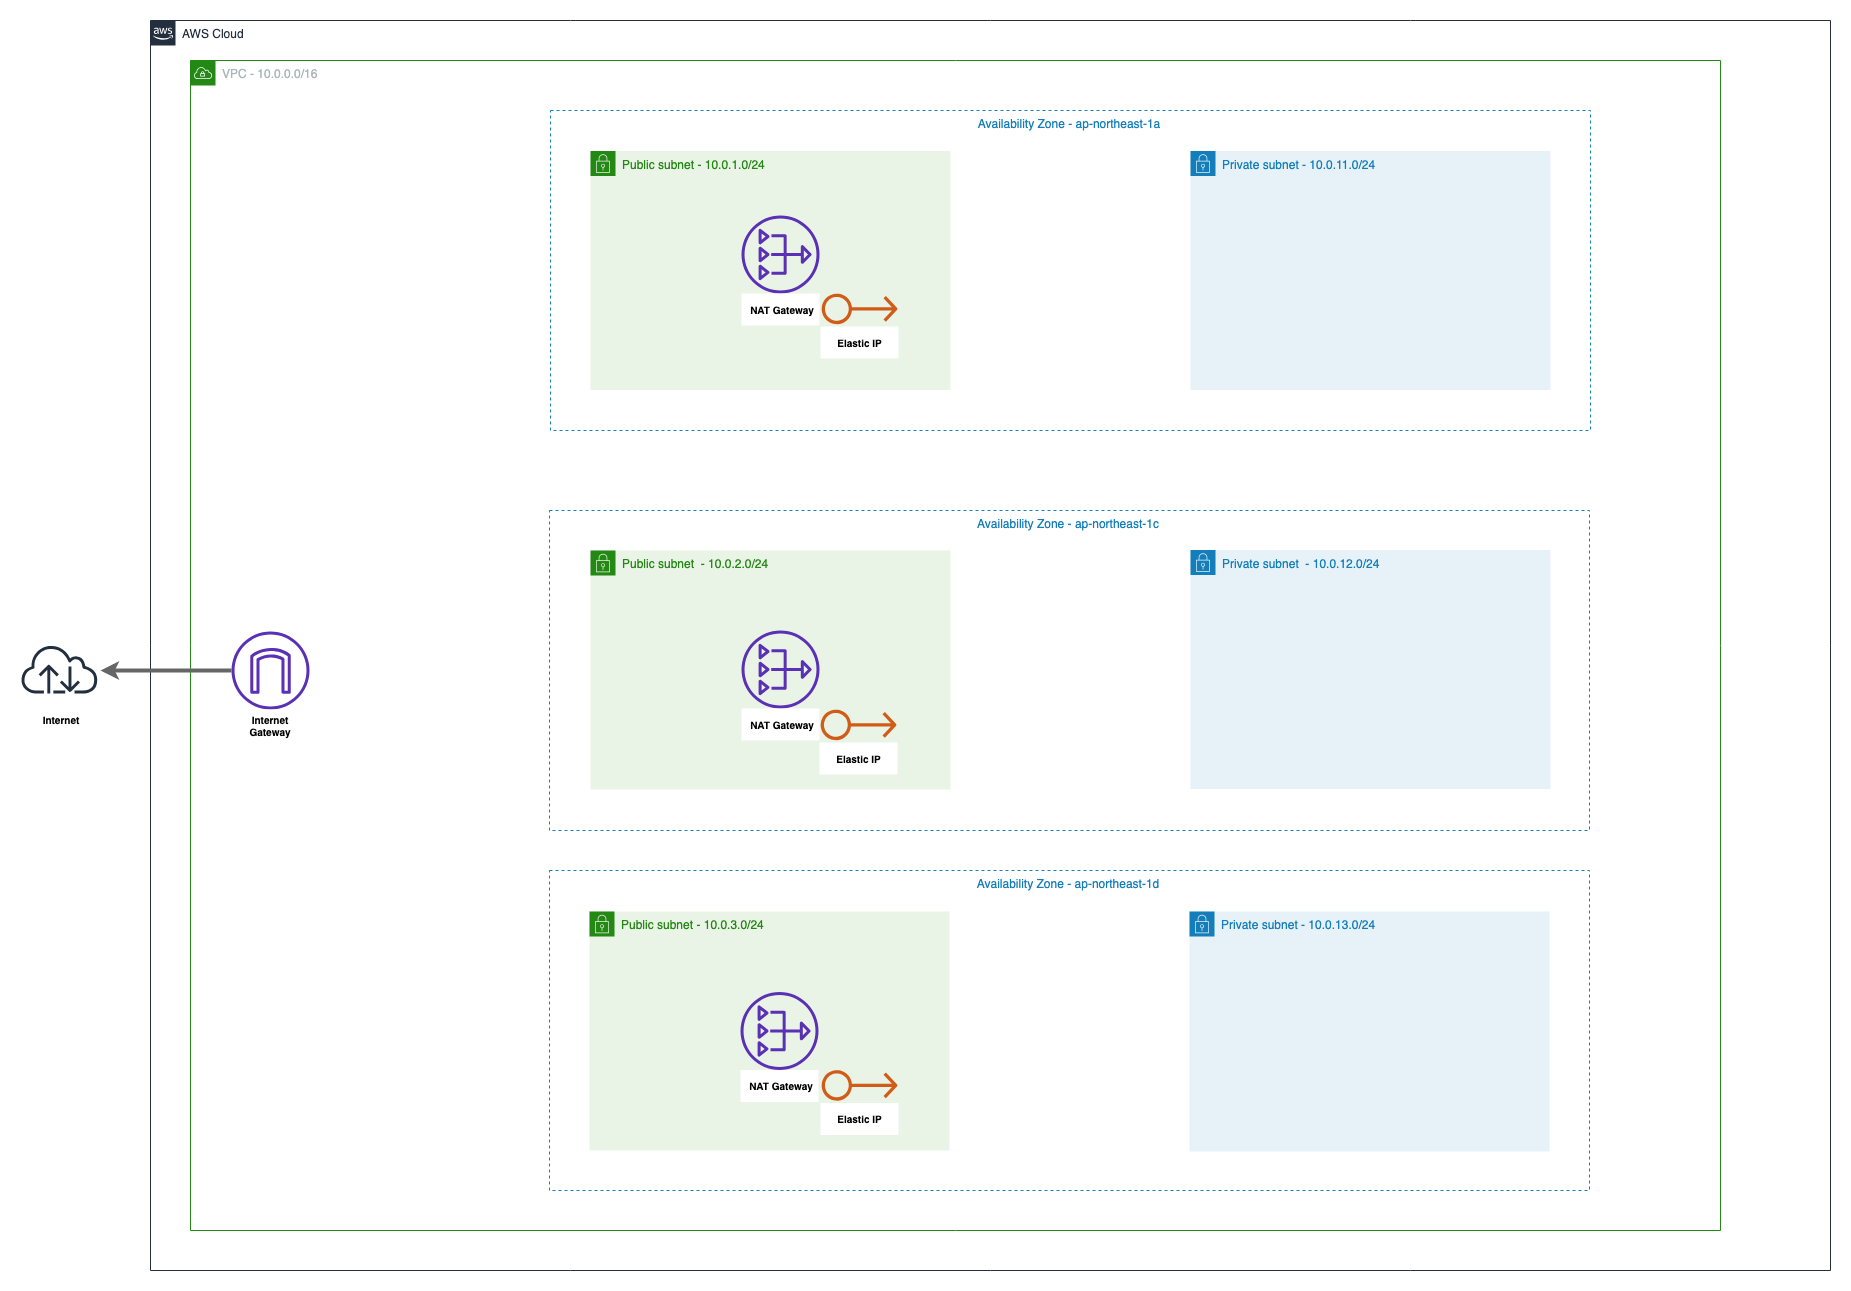 aws
AWS Cloud
VPC - 10.0.0.0/16
Availability Zone - ap-northeast-1a
Public subnet - 10.0.1.0/24
Private subnet - 10.0.11.0/24
NAT Gateway
Elastic IP
Availability Zone - ap-northeast-1c
Public subnet  - 10.0.2.0/24
Private subnet  - 10.0.12.0/24
NAT Gateway
Elastic IP
Internet
Internet
Gateway
Availability Zone - ap-northeast-1d
Public subnet - 10.0.3.0/24
Private subnet - 10.0.13.0/24
NAT Gateway
Elastic IP